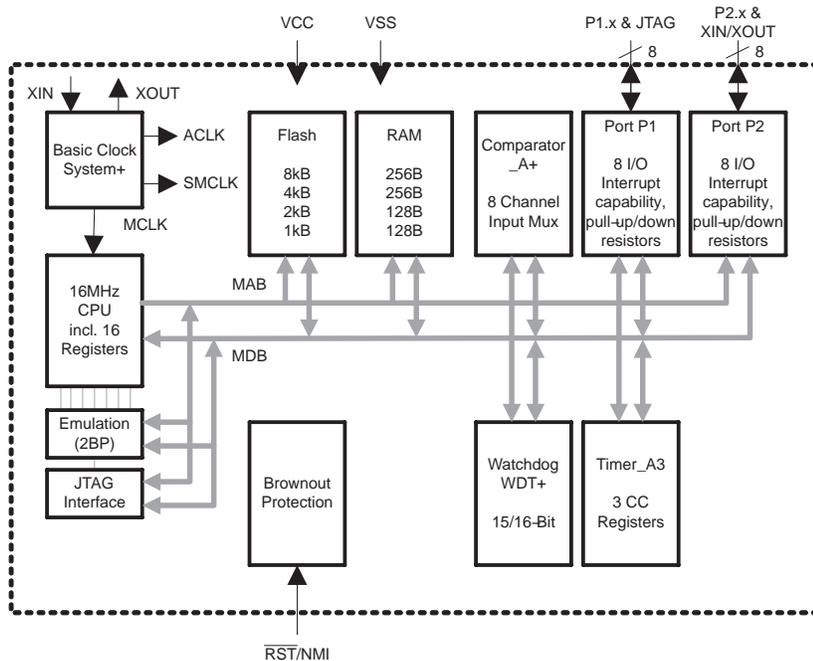 VCC
VSS
P1.x & JTAG
8
P2.x &
XIN/XOUT
8
XIN
XOUT
Basic Clock
System+
ACLK
SMCLK
MCLK
Flash
8kB
4kB
2kB
1kB
RAM
256B
256B
128B
128B
Comparator
_A+
8 Channel
Input Mux
Port P1
8 I/O
Interrupt
capability,
pull-up/down
resistors
Port P2
8 I/O
Interrupt
capability,
pull-up/down
resistors
16MHz
CPU
incl. 16
Registers
MAB
MDB
Emulation
(2BP)
JTAG
Interface
Brownout
Protection
Watchdog
WDT+
15/16-Bit
Timer_A3
3 CC
Registers
RST/NMI